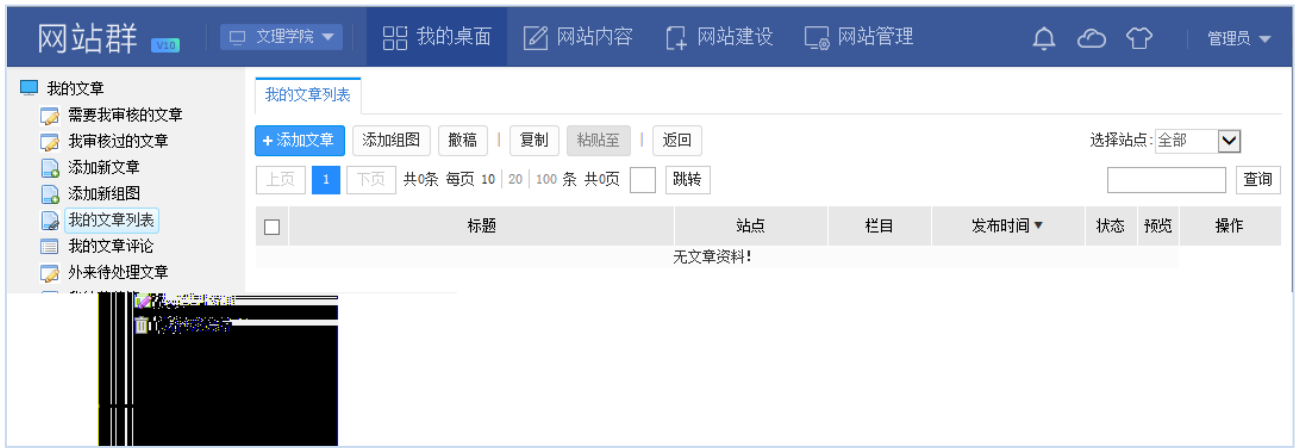 网站群 V10 文理学院 我的桌面 网站内容 网站建设 网站管理 管理员
我的文章
需要我审核的文章
我审核过的文章
添加新文章
添加新组图
我的文章列表
我的文章评论
外来待处理文章
我的文章列表
+添加文章 添加组图 撤稿 | 复制 粘贴至 | 返回 选择站点:全部
上页 1 下页 共0条 每页 10 | 20 | 100 条 共0页 跳转 查询
标题 站点 栏目 发布时间▼ 状态 预览 操作
无文章资料!